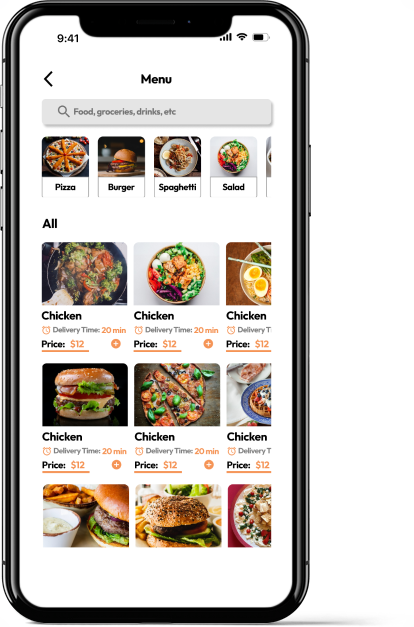 9:41
Menu
Food, groceries, drinks, etc
Pizza Burger Spaghetti Salad
All
Chicken Chicken Chicken
Delivery Time: 20 min Delivery Time: 20 min Delivery T
Price: $12 Price: $12 Price: $12
Chicken Chicken Chicken
Delivery Time: 20 min Delivery Time: 20 min Delivery T
Price: $12 Price: $12 Price: $12